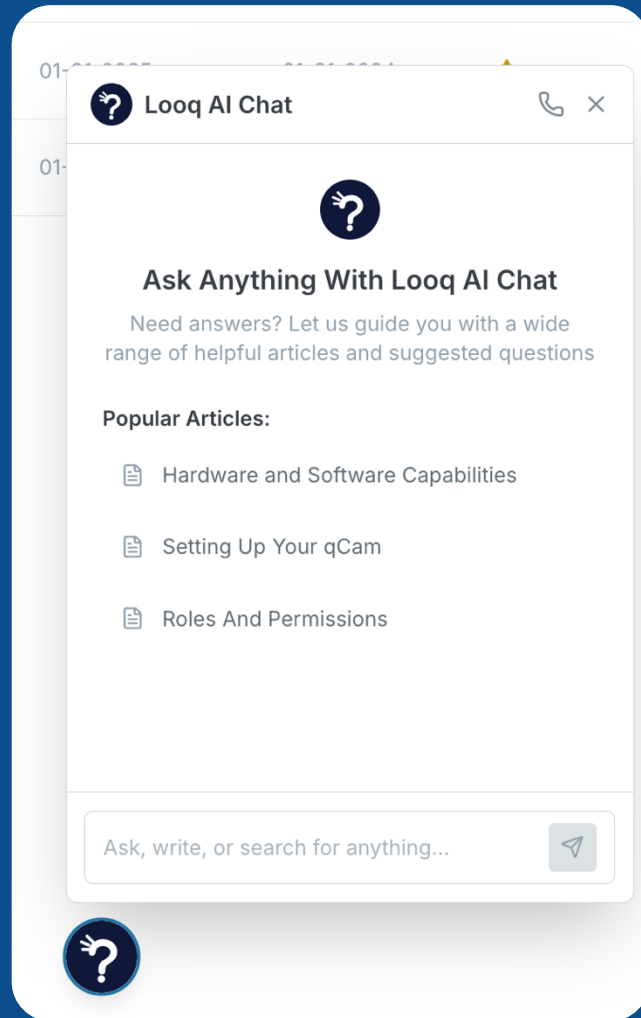 01-
Looq AI Chat
01-
Ask Anything With Looq AI Chat
Need answers? Let us guide you with a wide
range of helpful articles and suggested questions
Popular Articles:
Hardware and Software Capabilities
Setting Up Your qCam
Roles And Permissions
Ask, write, or search for anything...